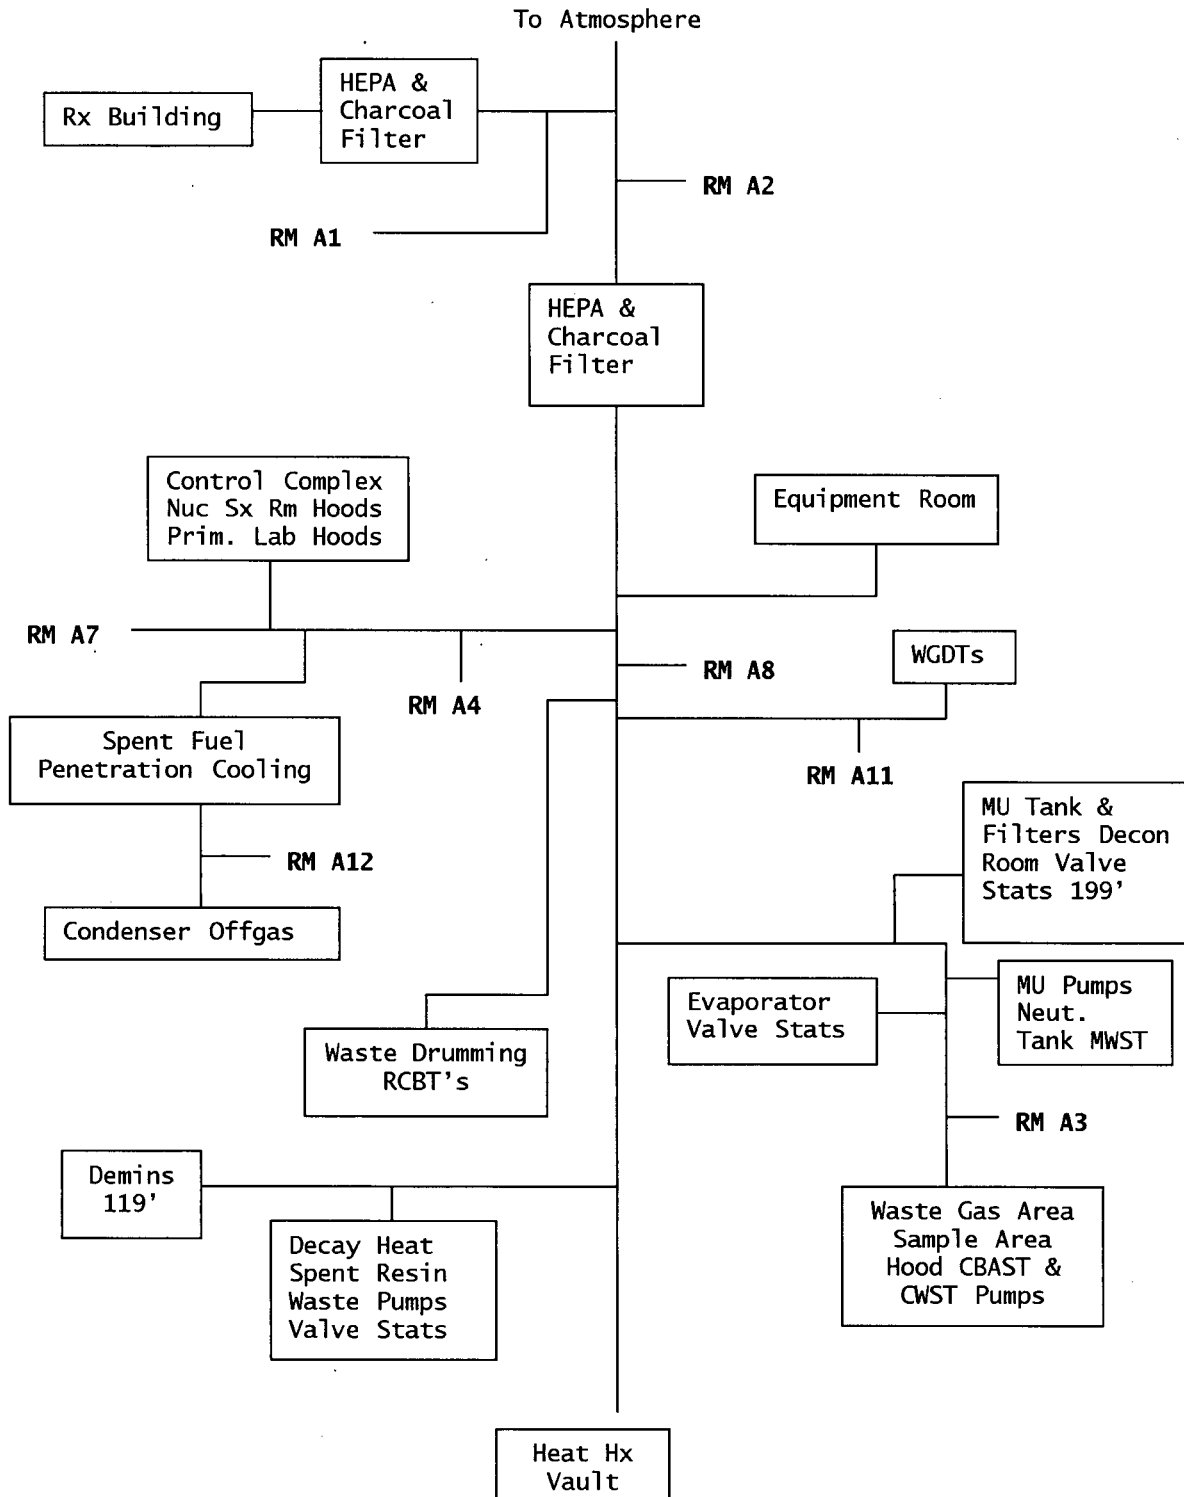 To Atmosphere
HEPA &
Charcoal
Filter
Rx Building
RM A2
RM A1
HEPA &
Charcoal
Filter
Control Complex
Nuc Sx Rm Hoods
Prim. Lab Hoods
Equipment Room
RM A7
WGDTs
RM A8
RM A4
Spent Fuel
Penetration Cooling
RM A11
MU Tank &
Filters Decon
Room Valve
Stats 199'
RM A12
Condenser Offgas
Evaporator
Valve Stats
MU Pumps
Neut.
Tank MWST
Waste Drumming
RCBT's
RM A3
Demins
119'
Waste Gas Area
Sample Area
Hood CBAST &
CWST Pumps
Decay Heat
Spent Resin
Waste Pumps
Valve Stats
Heat Hx
Vault